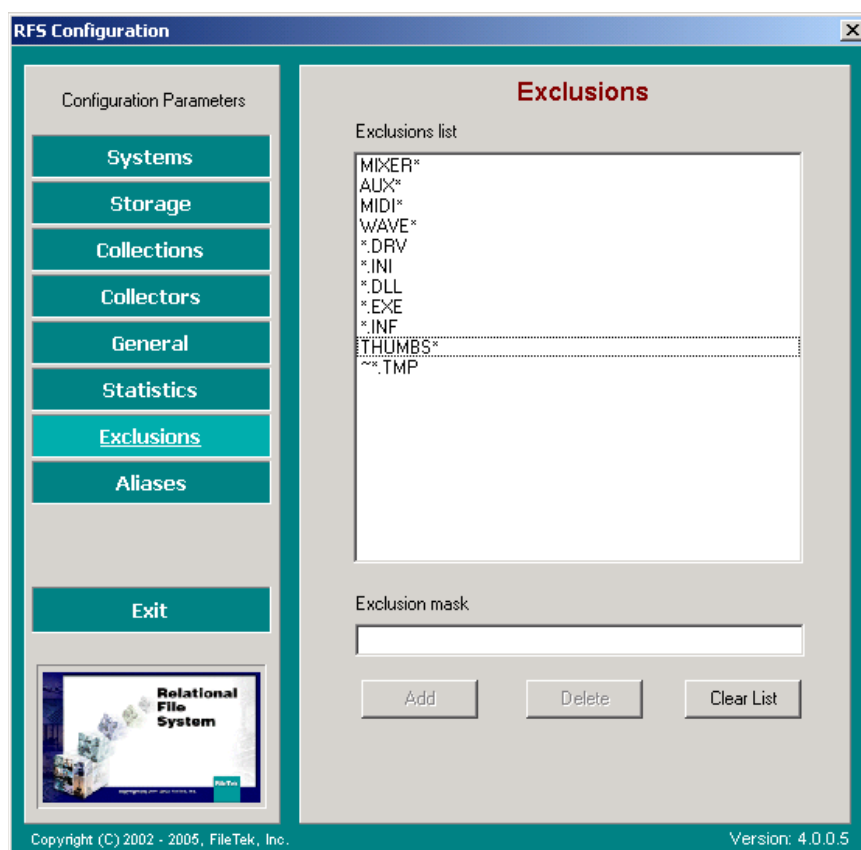 RFS Configuration
Configuration Parameters
Systems
Storage
Collections
Collectors
General
Statistics
Exclusions
Aliases
Exit
Relational
File
System
FileTek
Copyright (C) 2002 - 2005, FileTek, Inc.
Exclusions
Exclusions list
MIXER*
AUX*
MIDI*
WAVE*
*.DRV
*.INI
*.DLL
*.EXE
*.INF
THUMBS*
~*.TMP
Exclusion mask
Add
Delete
Clear List
Version: 4.0.0.5